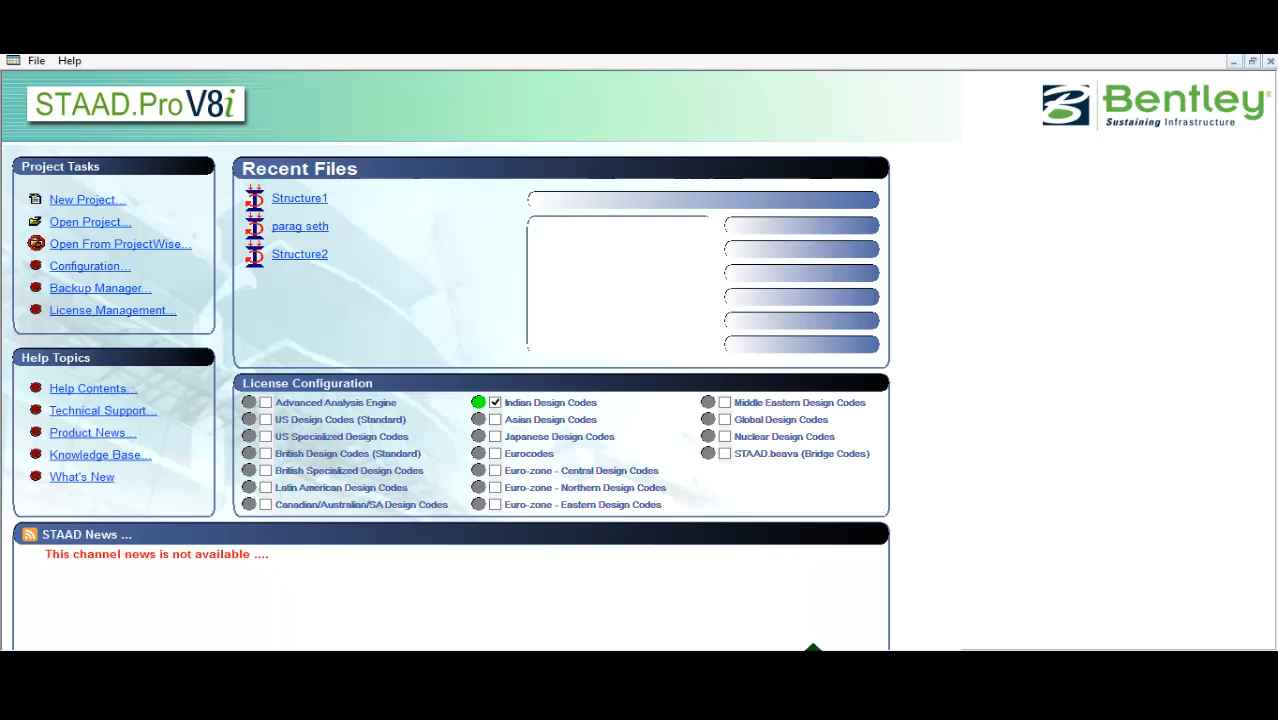 File Help
STAAD.Pro V8i
Bentley®
Sustaining Infrastructure
Project Tasks
New Project...
Open Project...
Open From ProjectWise...
Configuration...
Backup Manager...
License Management...
Recent Files
Structure1
parag seth
Structure2
Help Topics
Help Contents...
Technical Support...
Product News...
Knowledge Base...
What's New
License Configuration
Advanced Analysis Engine
US Design Codes (Standard)
US Specialized Design Codes
British Design Codes (Standard)
British Specialized Design Codes
Latin American Design Codes
Canadian/Australian/SA Design Codes
Indian Design Codes
Asian Design Codes
Japanese Design Codes
Eurocodes
Euro-zone - Central Design Codes
Euro-zone - Northern Design Codes
Euro-zone - Eastern Design Codes
Middle Eastern Design Codes
Global Design Codes
Nuclear Design Codes
STAAD.beava (Bridge Codes)
STAAD News ...
This channel news is not available ....